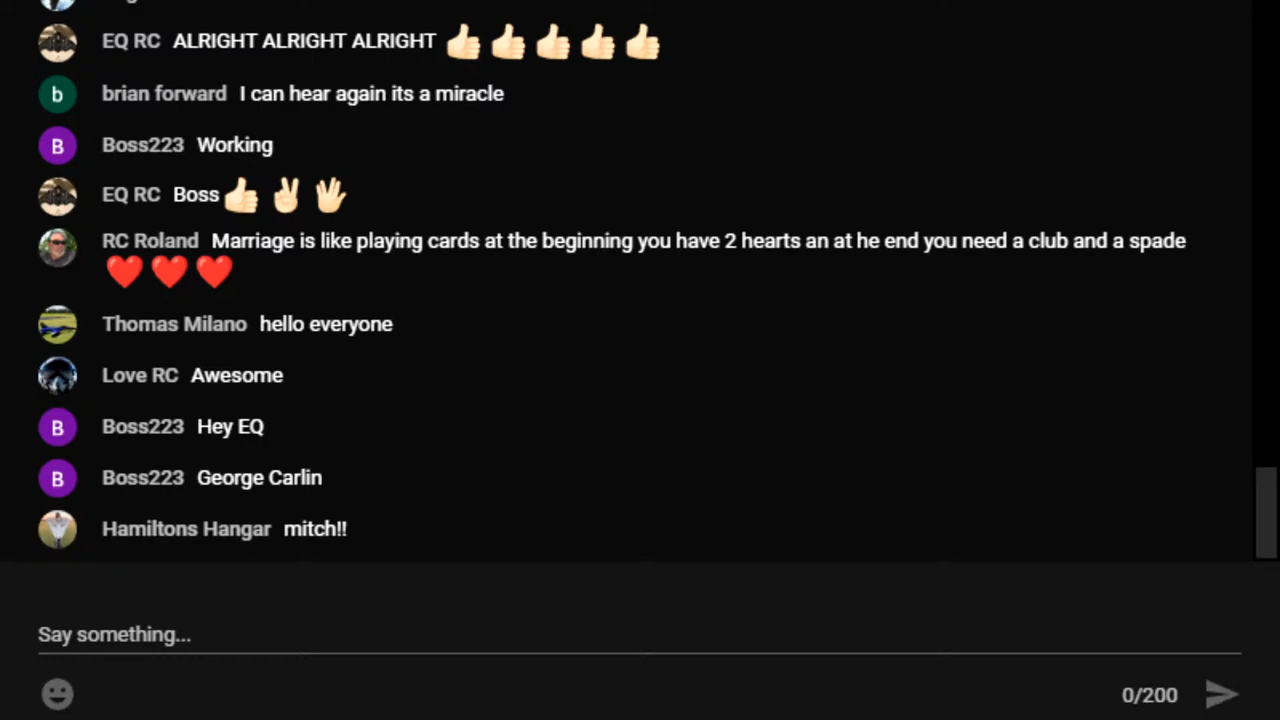 EQ RC ALRIGHT ALRIGHT ALRIGHT 👍🏻👍🏻👍🏻👍🏻👍🏻
b brian forward I can hear again its a miracle
B Boss223 Working
EQ RC Boss👍🏻✌🏻🖖🏻
RC Roland Marriage is like playing cards at the beginning you have 2 hearts an at he end you need a club and a spade
❤️❤️❤️
Thomas Milano hello everyone
Love RC Awesome
B Boss223 Hey EQ
B Boss223 George Carlin
Hamiltons Hangar mitch!!
Say something...
0/200